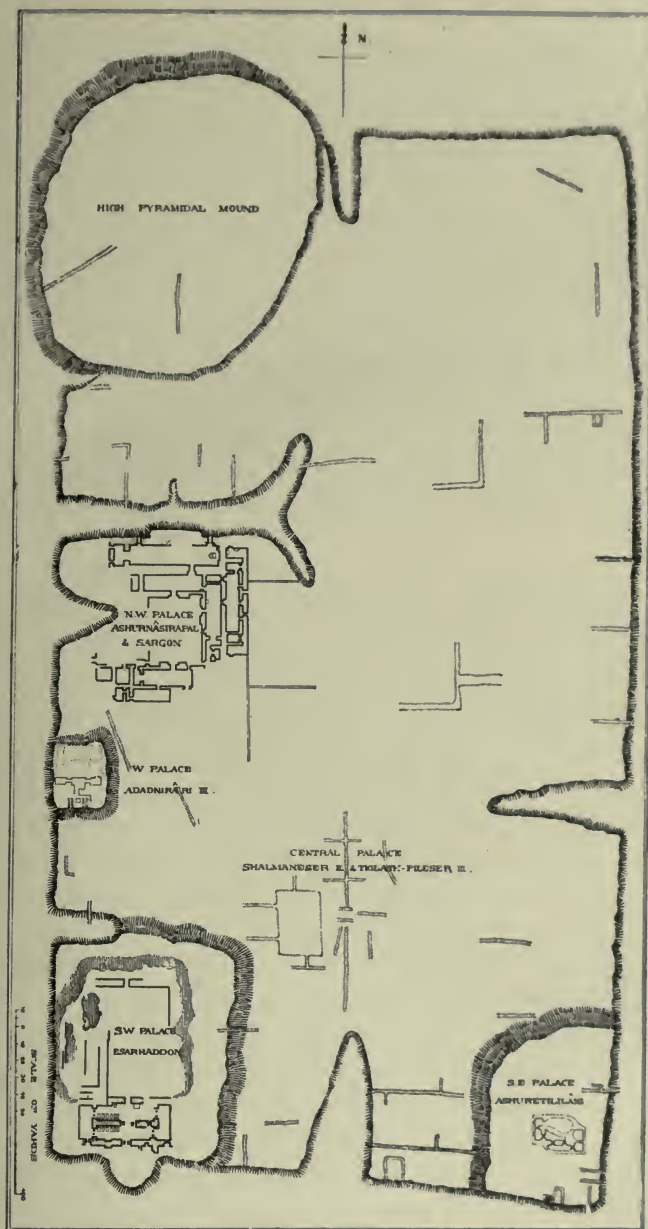 N.
HIGH PYRAMIDAL MOUND
N.W. PALACE
ASHURNÂSIRAPAL
& SARGON
W PALACE
ADADNIRÂRI III.
CENTRAL PALACE
SHALMANESER II. & TIGLATH-PILESER III.
S.W PALACE
ESARHADDON
S.E PALACE
ASHURETILILÂNI
SCALE OF YARDS